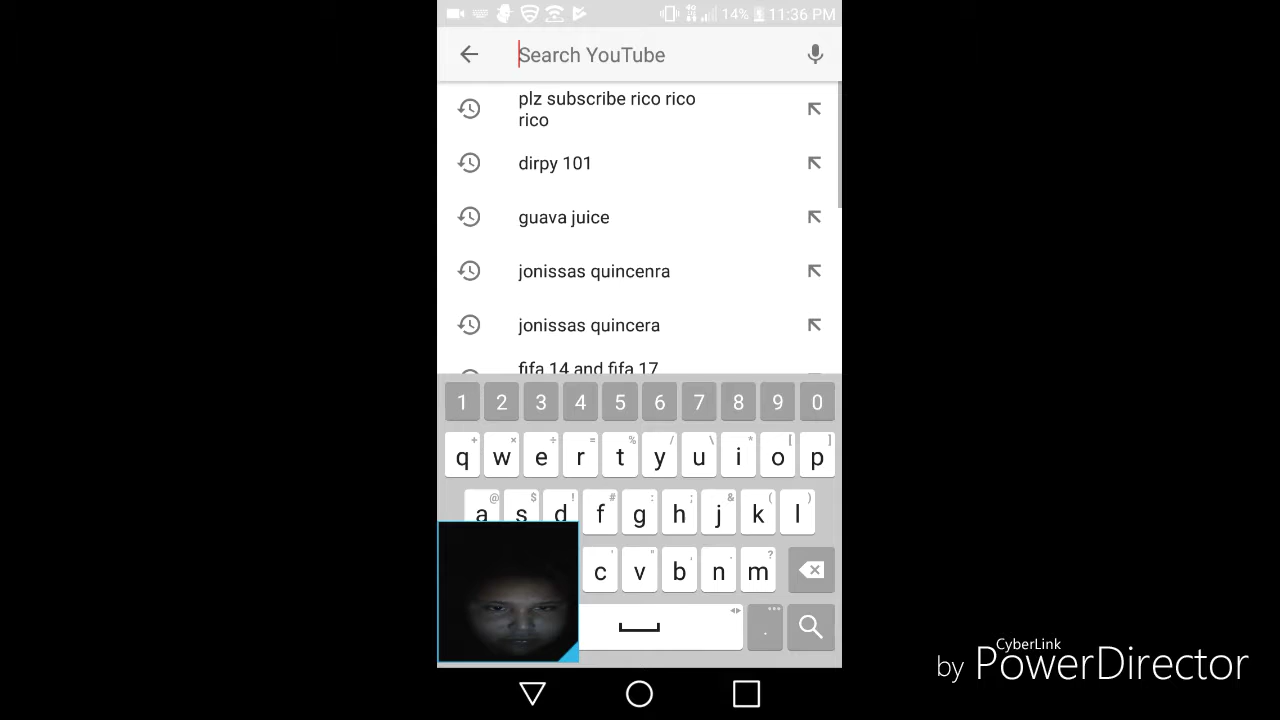 14% 11:36 PM
Search YouTube
plz subscribe rico rico
rico
dirpy 101
guava juice
jonissas quincenra
jonissas quincera
fifa 14 and fifa 17
1 2 3 4 5 6 7 8 9 0
q w e r t y u i o p
a s d f g h j k l
c v b n m
.
CyberLink
by PowerDirector